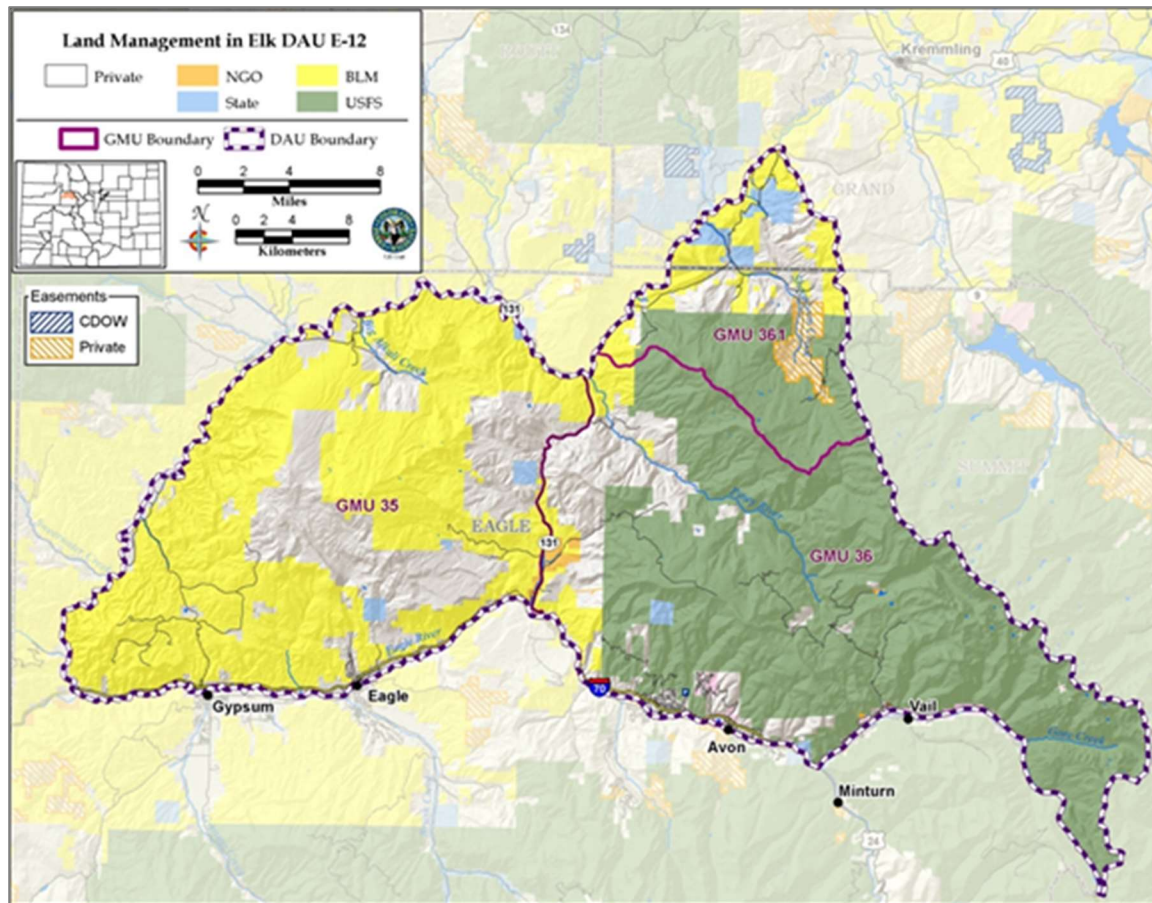 Land Management in Elk DAU E-12
Private
NGO
BLM
State
USFS
GMU Boundary
DAU Boundary
0 2 4 8
Miles
N
0 2 4 8
Kilometers
Easements
CDOW
Private
134
Kremmling
40
GRAND
9
131
GMU 361
SUMMIT
GMU 35
EAGLE
131
GMU 36
Eagle River
70
Gypsum
Eagle
Avon
Vail
Gore Creek
Minturn
24